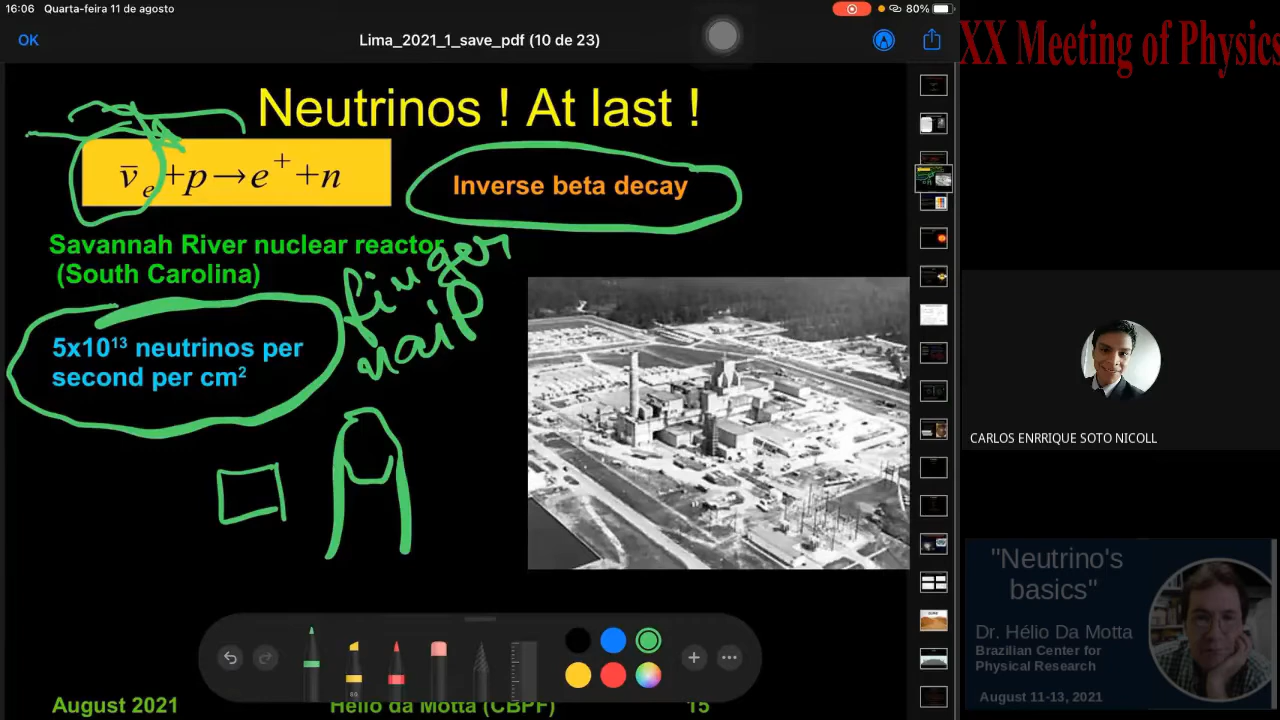 16:06 Quarta-feira 11 de agosto
80%
OK
Lima_2021_1_save_pdf (10 de 23)
XX Meeting of Physics
Neutrinos ! At last !
ν̄e +p→e⁺+n
Inverse beta decay
Savannah River nuclear reactor
(South Carolina)
finger
nail
5x10¹³ neutrinos per
second per cm²
CARLOS ENRRIQUE SOTO NICOLL
"Neutrino's
basics"
Dr. Hélio Da Motta
Brazilian Center for
Physical Research
August 11-13, 2021
August 2021
Hélio da Motta (CBPF)
15